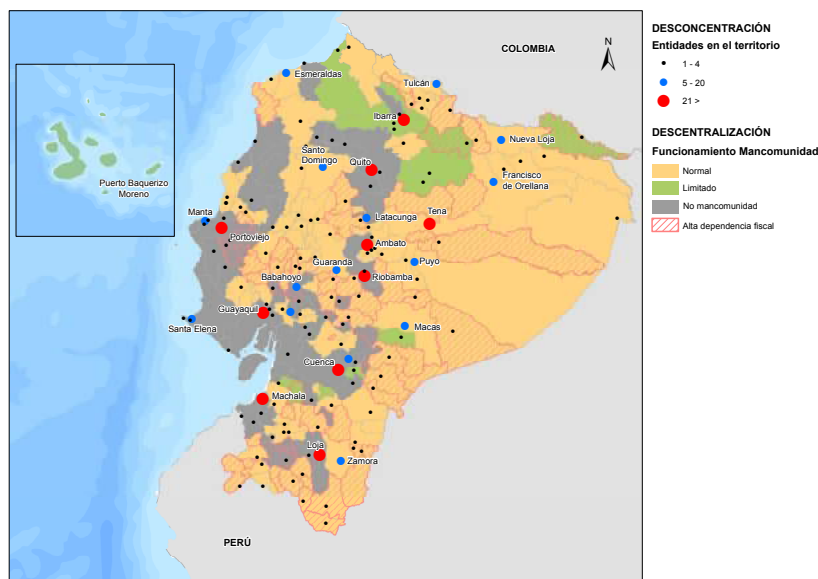 COLOMBIA
N
Esmeraldas
Tulcán
Ibarra
Nueva Loja
Santo
Domingo
Quito
Francisco
de Orellana
Puerto Baquerizo
Moreno
Manta
Portoviejo
Latacunga
Tena
Ambato
Guaranda
Puyo
Riobamba
Babahoyo
Guayaquil
Santa Elena
Macas
Cuenca
Machala
Loja
Zamora
PERÚ
DESCONCENTRACIÓN
Entidades en el territorio
1 - 4
5 - 20
21 >
DESCENTRALIZACIÓN
Funcionamiento Mancomunidad
Normal
Limitado
No mancomunidad
Alta dependencia fiscal